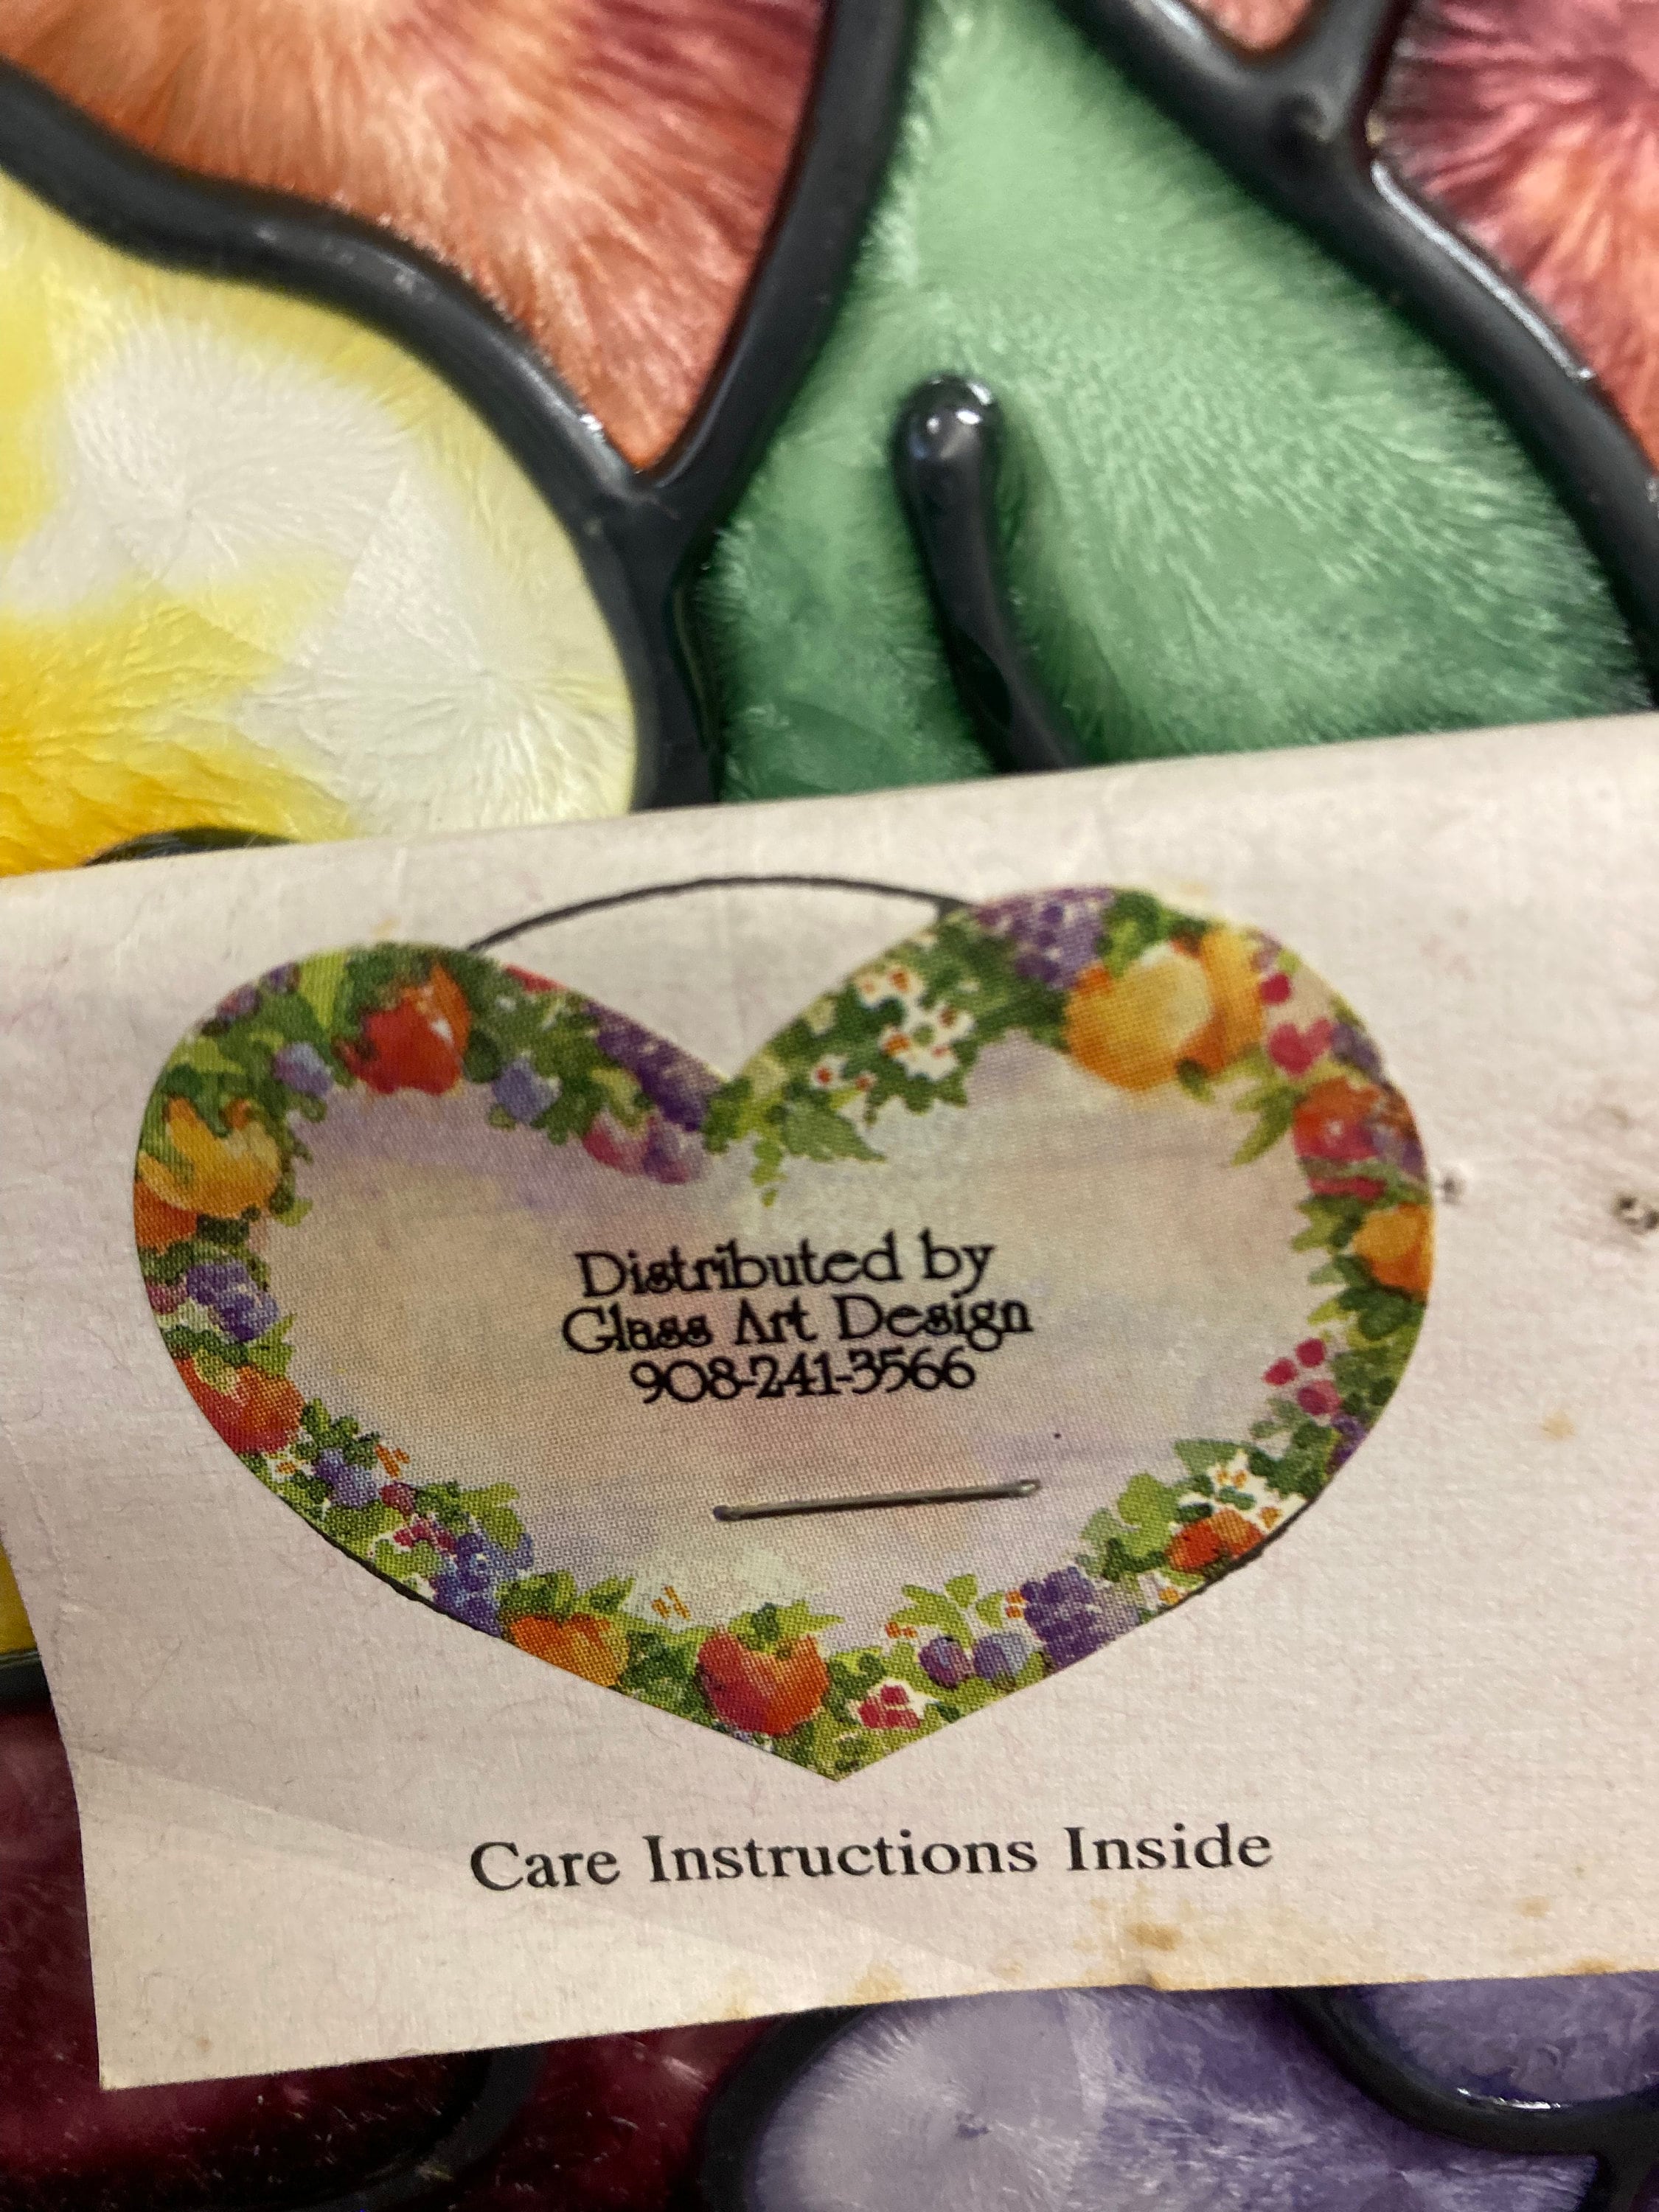 Distributed by
Glass Art Design
908-241-3566
Care Instructions Inside